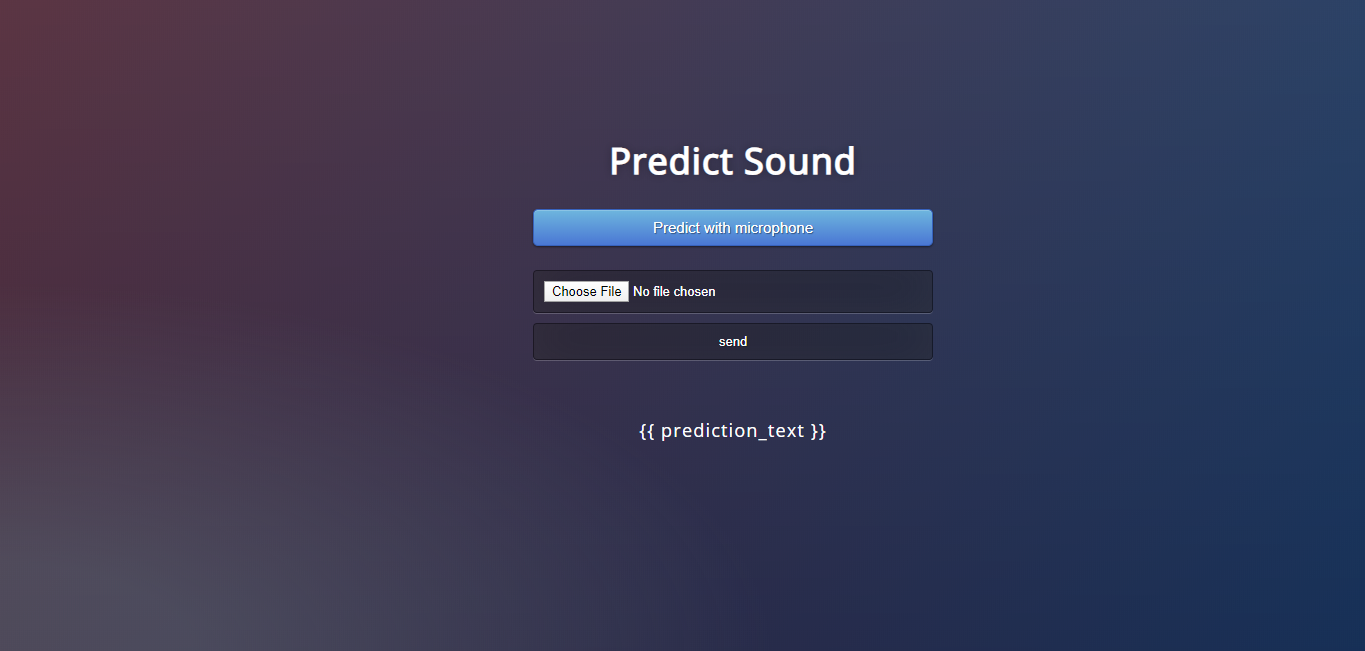 Predict Sound
Predict with microphone
Choose File No file chosen
send
{{ prediction_text }}